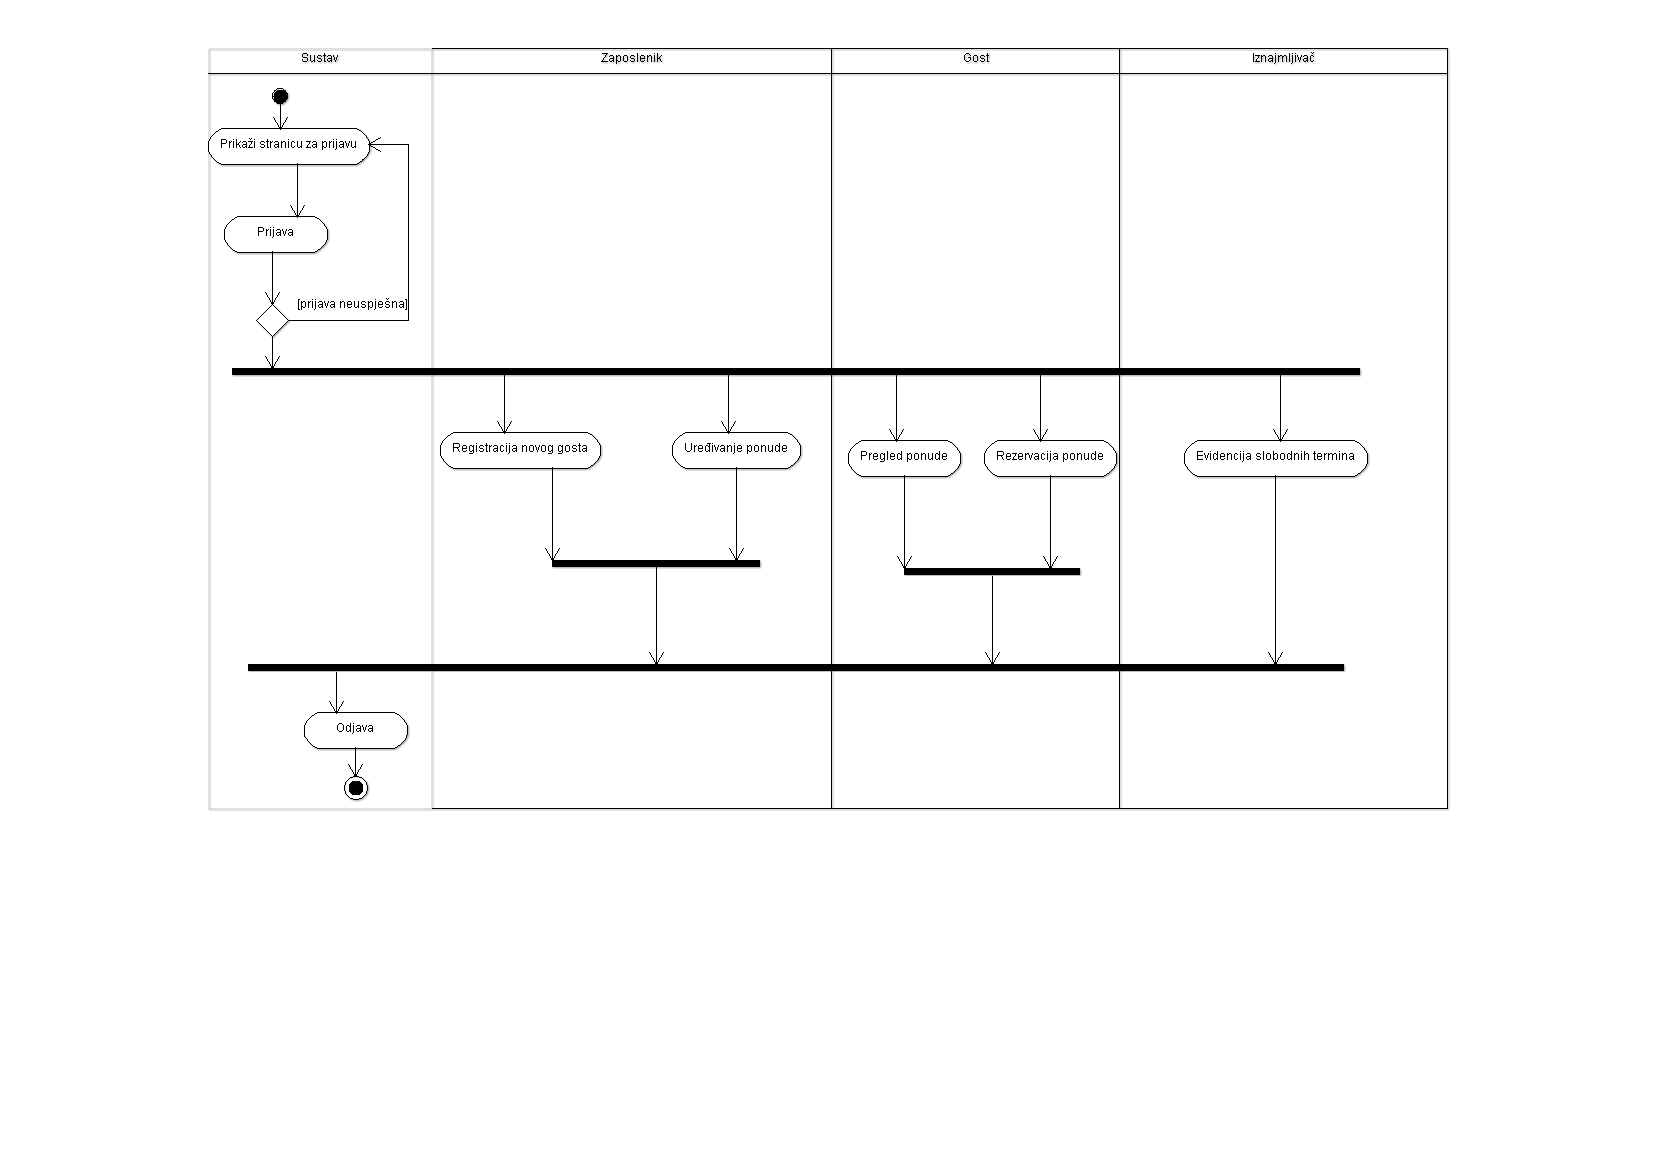 Sustav
Zaposlenik
Gost
Iznajmljivač
Prikaži stranicu za prijavu
Prijava
[prijava neuspješna]
Registracija novog gosta
Uređivanje ponude
Pregled ponude
Rezervacija ponude
Evidencija slobodnih termina
Odjava